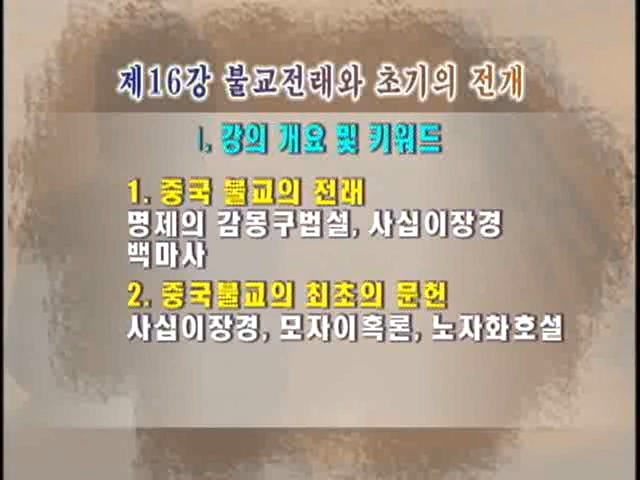 제16강 불교전래와 초기의 전개
I. 강의 개요 및 키워드
1. 중국 불교의 전래
명제의 감몽구법설, 사십이장경
백마사
2. 중국불교의 최초의 문헌
사십이장경, 모자이혹론, 노자화호설